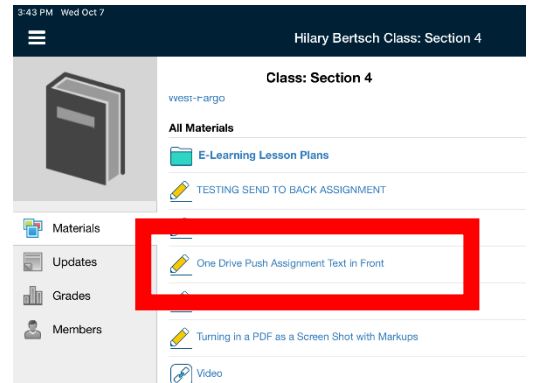 3:43 PM Wed Oct 7
Hilary Bertsch Class: Section 4
Class: Section 4
West-Fargo
All Materials
E-Learning Lesson Plans
TESTING SEND TO BACK ASSIGNMENT
Materials
Updates
One Drive Push Assignment Text in Front
Grades
Members
Turning in a PDF as a Screen Shot with Markups
Video